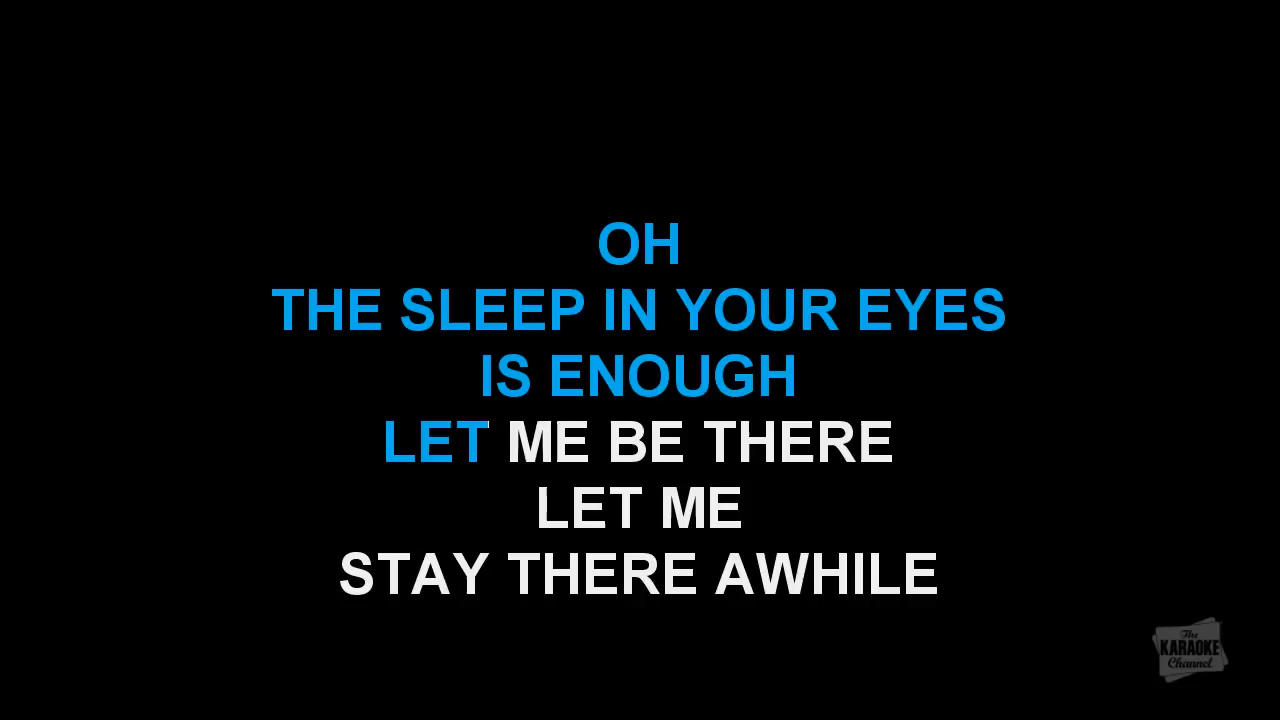 OH
THE SLEEP IN YOUR EYES
IS ENOUGH
LET ME BE THERE
LET ME
STAY THERE AWHILE
The
KARAOKE
Channel